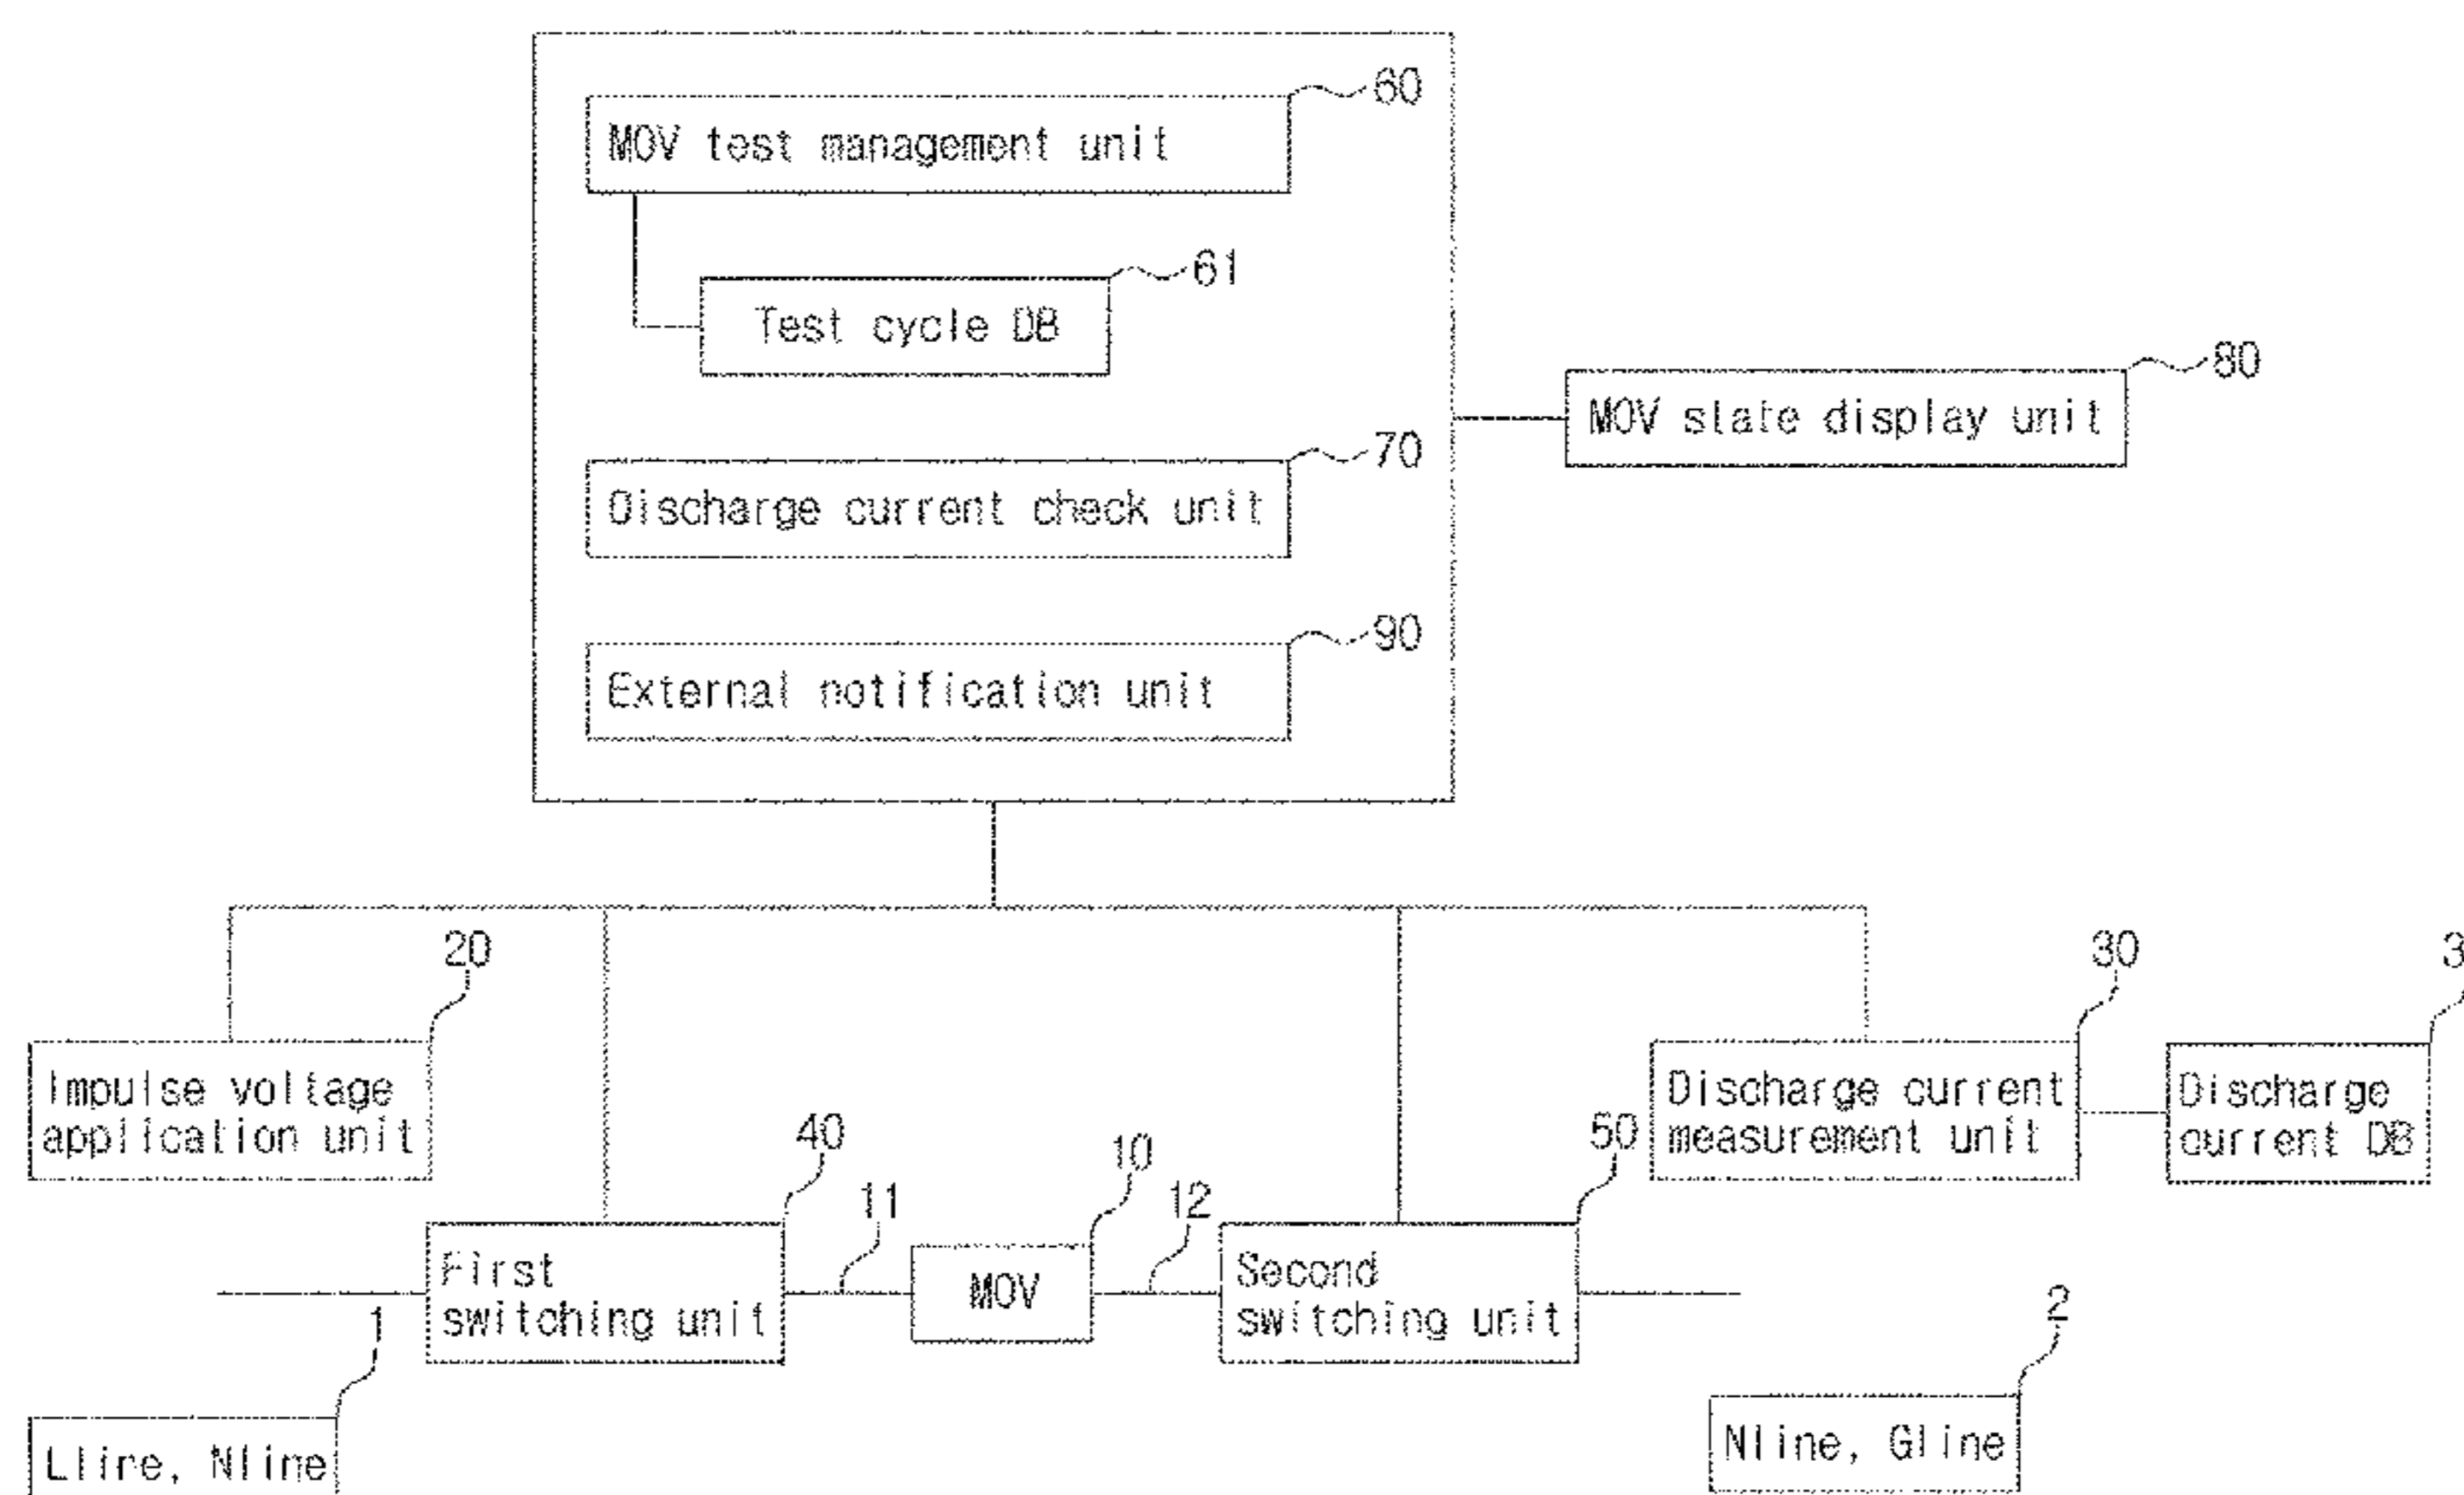 60
MOV test management unit
61
Test cycle DB
80
MOV state display unit
70
Discharge current check unit
90
External notification unit
20
30
3
Impulse voltage
application unit
Discharge current
measurement unit
Discharge
current DB
40
10
50
11
12
First
switching unit
MOV
Second
switching unit
1
2
Lline, Nline
Nline, Gline